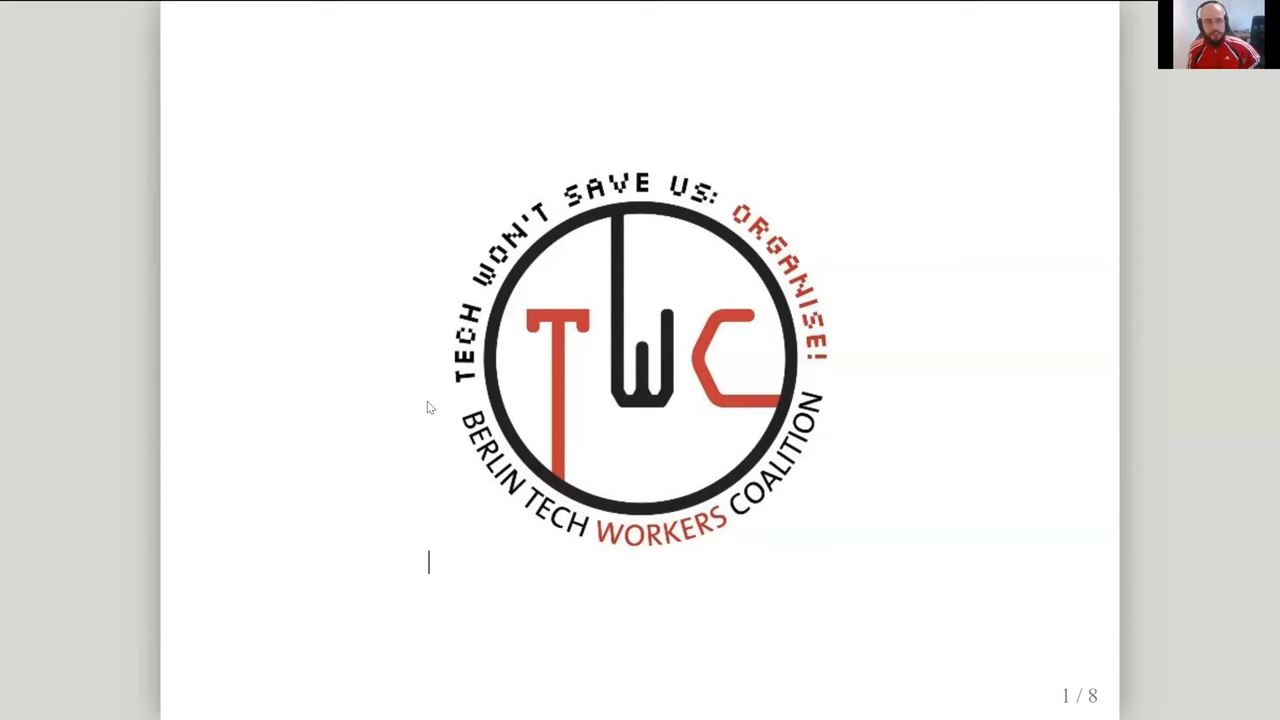 TECH WON'T SAVE US: ORGANISE!
TWC
BERLIN TECH WORKERS COALITION
1 / 8